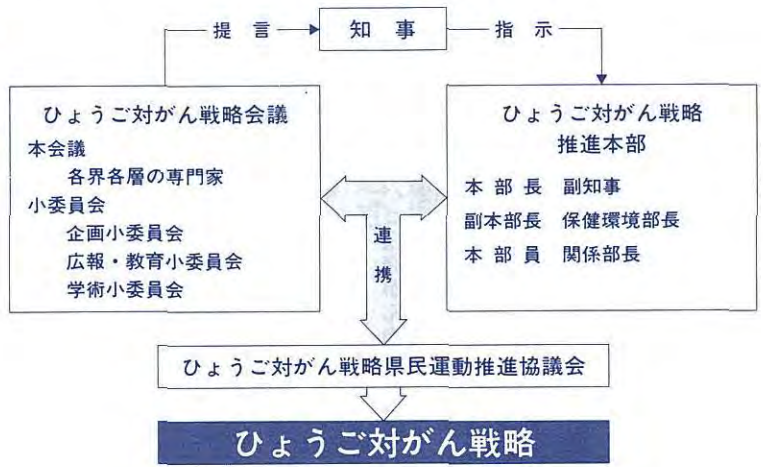 提言
知事
指示
ひょうご対がん戦略会議
本会議
各界各層の専門家
小委員会
企画小委員会
広報・教育小委員会
学術小委員会
ひょうご対がん戦略
推進本部
本部長 副知事
副本部長 保健環境部長
本部員 関係部長
連携
ひょうご対がん戦略県民運動推進協議会
ひょうご対がん戦略